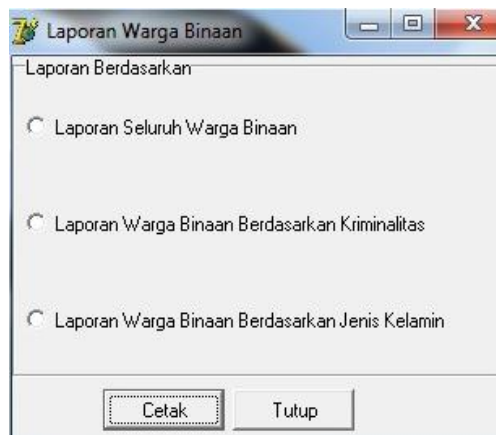 Laporan Warga Binaan
Laporan Berdasarkan
Laporan Seluruh Warga Binaan
Laporan Warga Binaan Berdasarkan Kriminalitas
Laporan Warga Binaan Berdasarkan Jenis Kelamin
Cetak Tutup